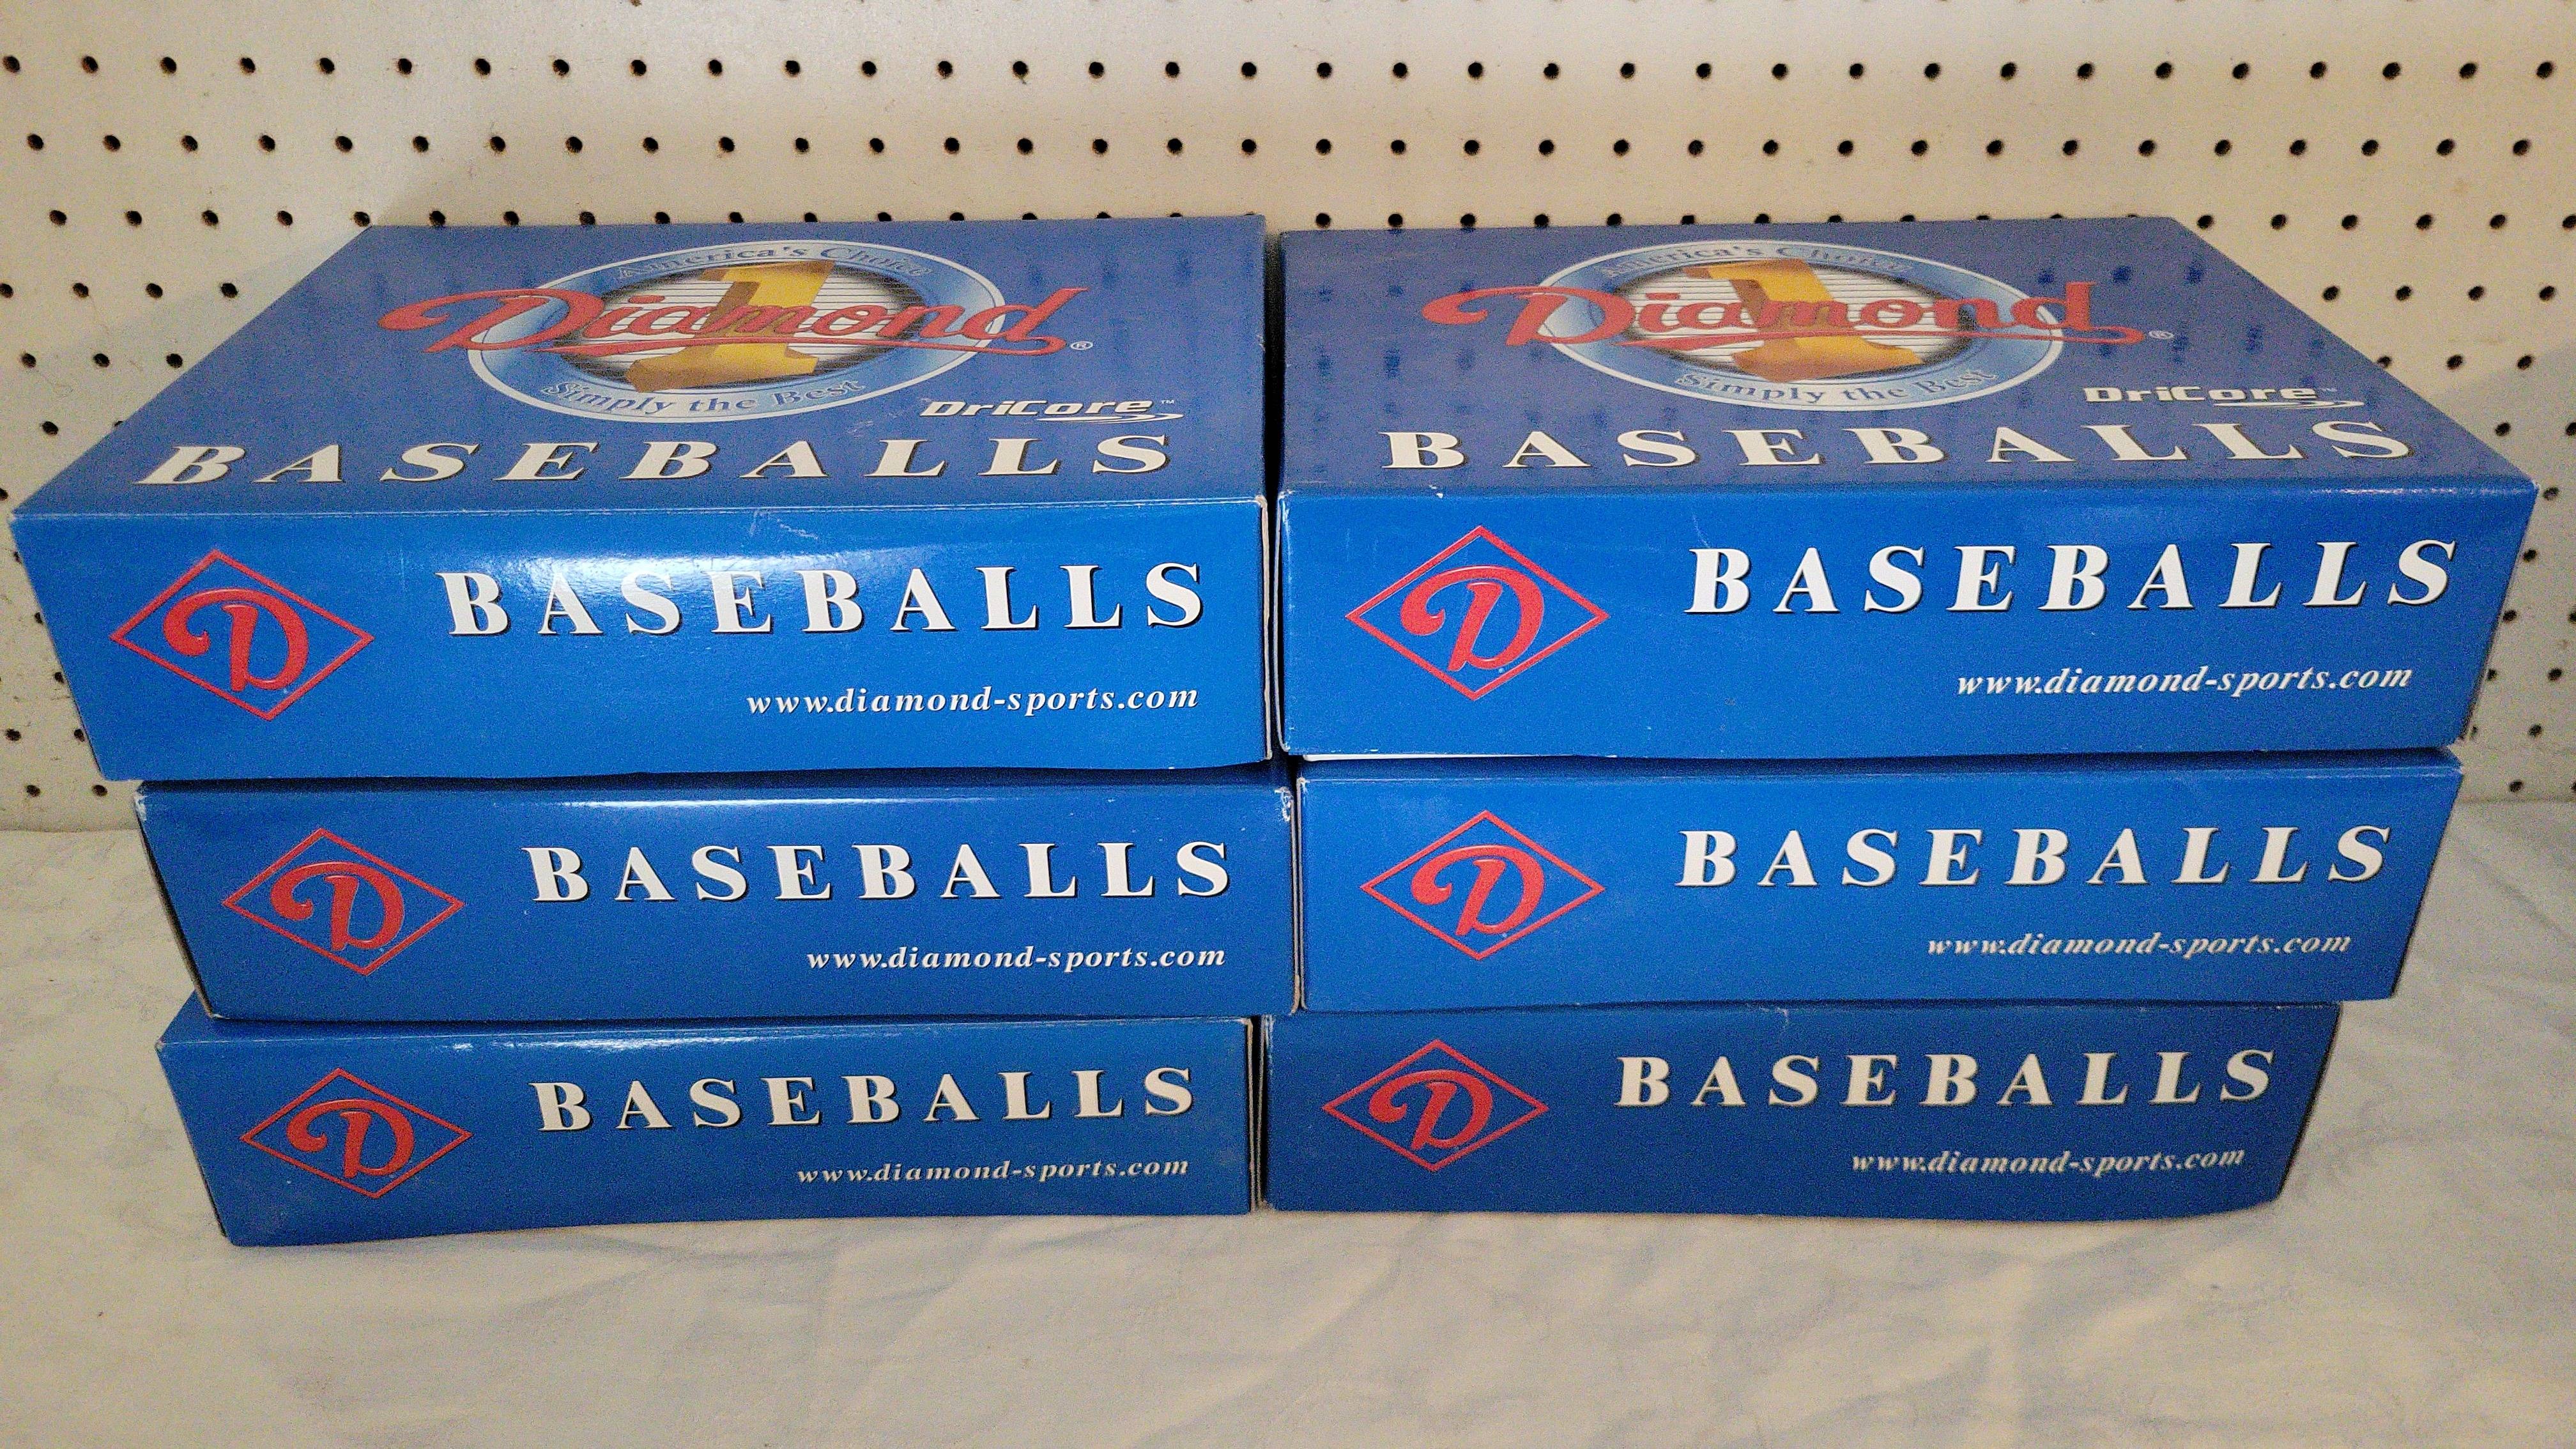 America's Choice
1
Diamond®
Simply the Best
DriCore™
BASEBALLS
D
BASEBALLS
www.diamond-sports.com
America's Choice
1
Diamond®
Simply the Best
DriCore™
BASEBALLS
D
BASEBALLS
www.diamond-sports.com
D
BASEBALLS
www.diamond-sports.com
D
BASEBALLS
www.diamond-sports.com
D
BASEBALLS
www.diamond-sports.com
D
BASEBALLS
www.diamond-sports.com